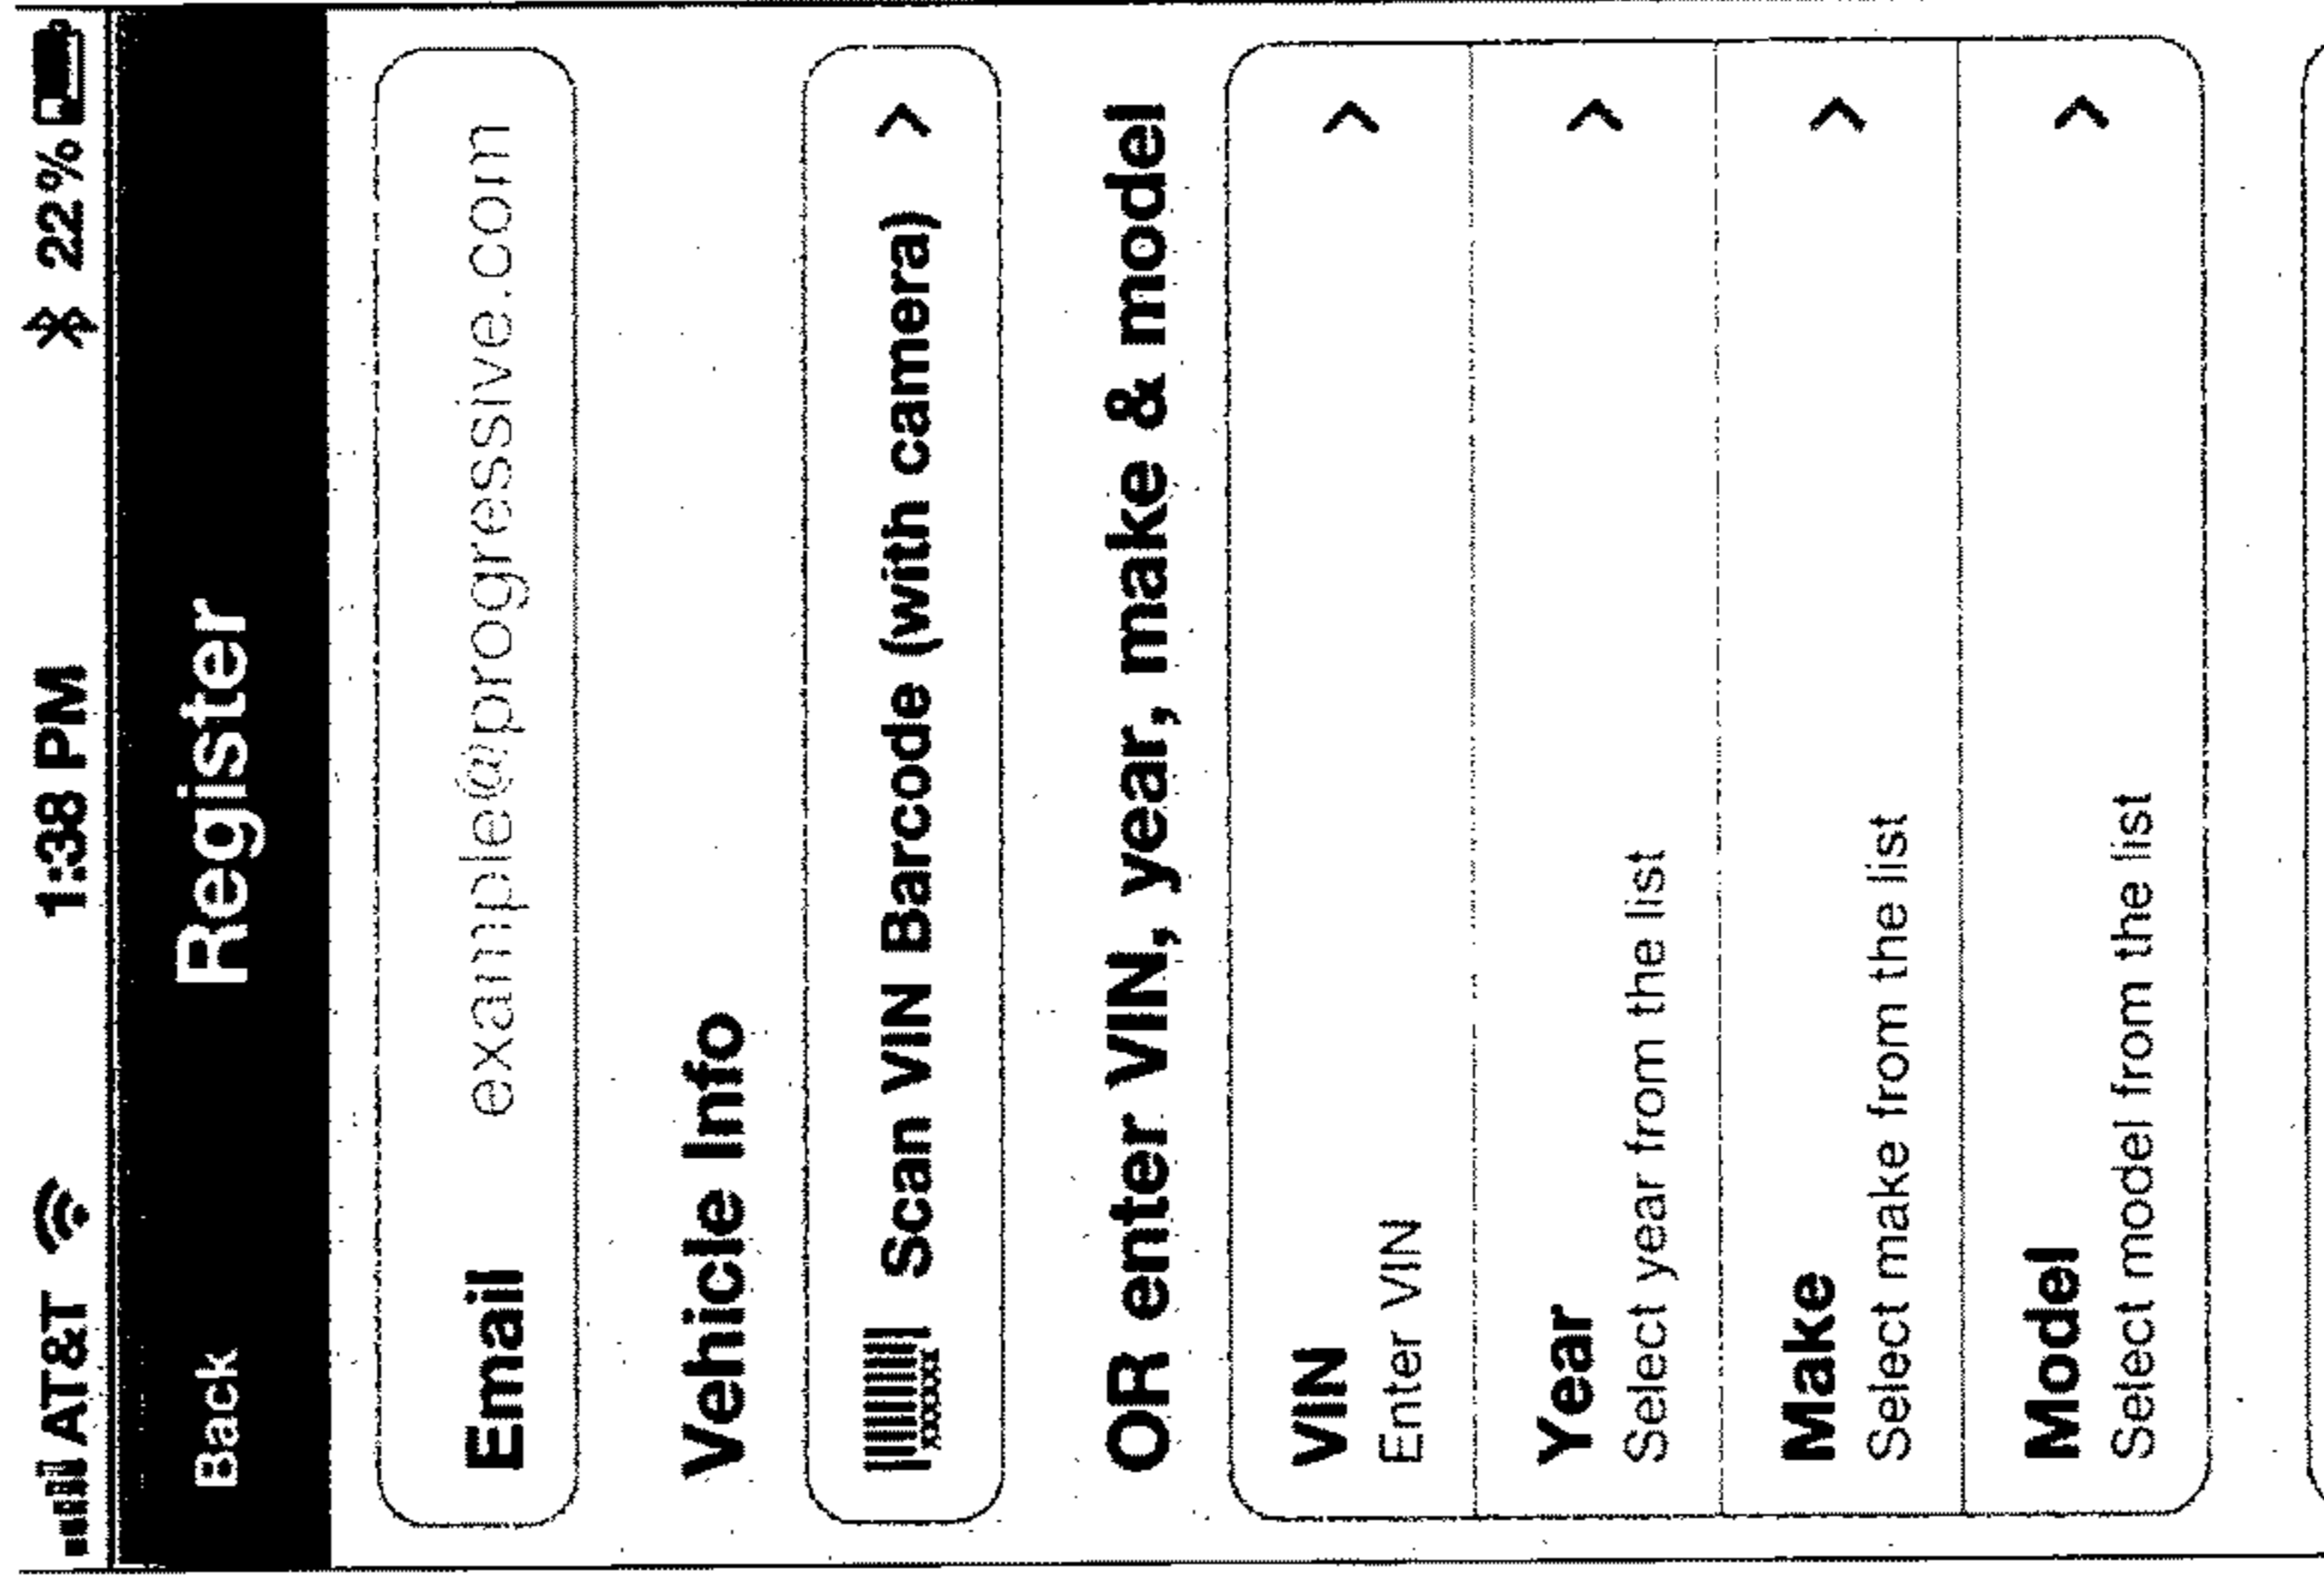 AT&T 1:38 PM 22%
Back Register
Email example@progressive.com
Vehicle Info
Scan VIN Barcode (with camera) >
OR enter VIN, year, make & model
VIN
Enter VIN
Year
Select year from the list
Make
Select make from the list
Model
Select model from the list